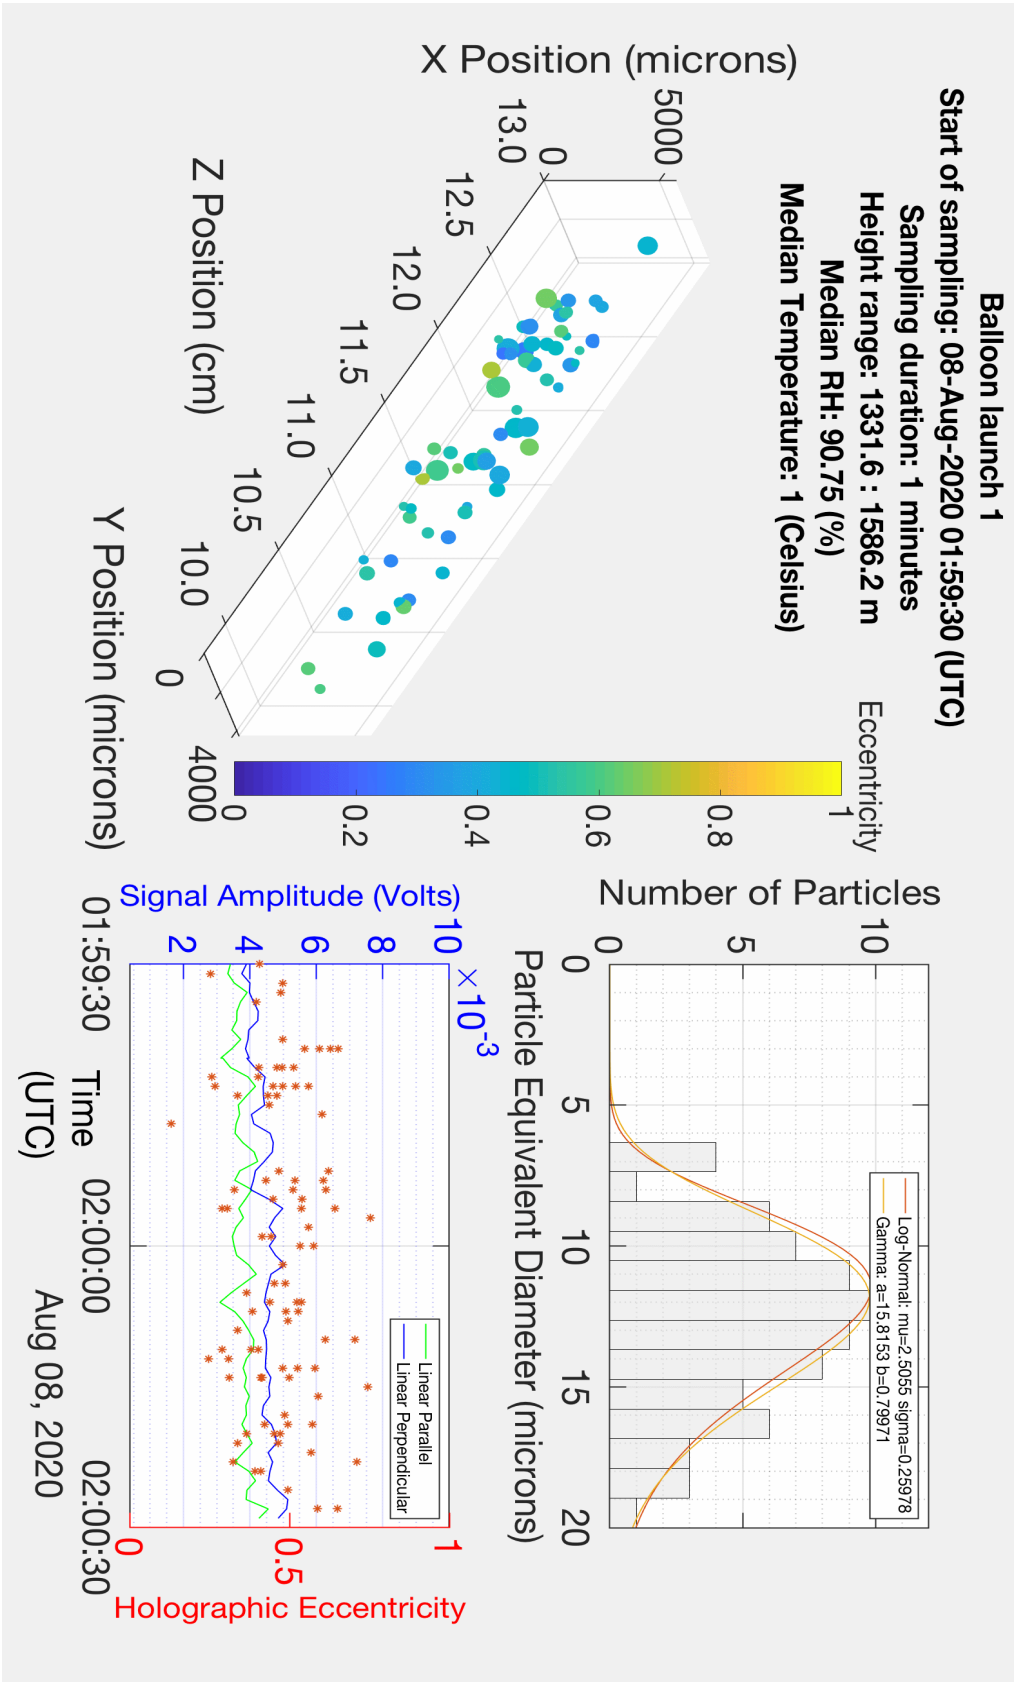 Balloon launch 1
Start of sampling: 08-Aug-2020 01:59:30 (UTC)
Sampling duration: 1 minutes
Height range: 1331.6 : 1586.2 m
Median RH: 90.75 (%)
Median Temperature: 1 (Celsius)
X Position (microns)
5000
0
13.0
12.5
12.0
11.5
11.0
10.5
10.0
Z Position (cm)
0
4000
Y Position (microns)
Eccentricity
1
0.8
0.6
0.4
0.2
0
Number of Particles
10
5
0
0
5
10
15
20
Particle Equivalent Diameter (microns)
Log-Normal: mu=2.5055 sigma=0.25978
Gamma: a=15.8153 b=0.79971
Signal Amplitude (Volts)
×10-3
10
8
6
4
2
Linear Parallel
Linear Perpendicular
1
0.5
0
Holographic Eccentricity
01:59:30
02:00:00
02:00:30
Time
(UTC)
Aug 08, 2020